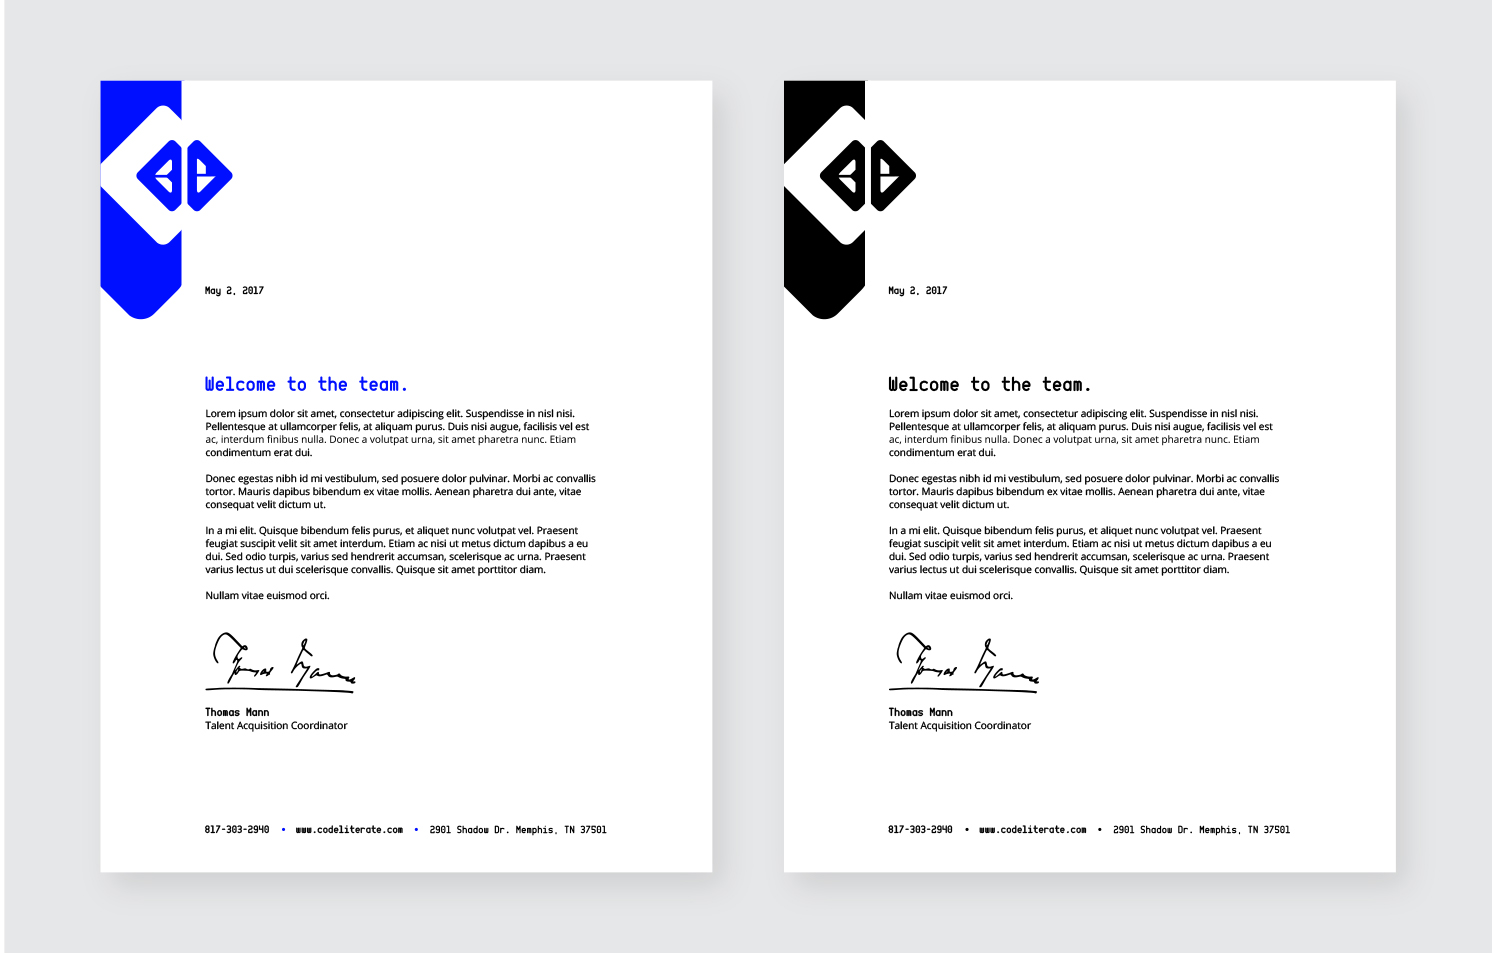 May 2, 2017
Welcome to the team.
Lorem ipsum dolor sit amet, consectetur adipiscing elit. Suspendisse in nisl nisi.
Pellentesque at ullamcorper felis, at aliquam purus. Duis nisi augue, facilisis vel est
ac, interdum finibus nulla. Donec a volutpat urna, sit amet pharetra nunc. Etiam
condimentum erat dui.
Donec egestas nibh id mi vestibulum, sed posuere dolor pulvinar. Morbi ac convallis
tortor. Mauris dapibus bibendum ex vitae mollis. Aenean pharetra dui ante, vitae
consequat velit dictum ut.
In a mi elit. Quisque bibendum felis purus, et aliquet nunc volutpat vel. Praesent
feugiat suscipit velit sit amet interdum. Etiam ac nisi ut metus dictum dapibus a eu
dui. Sed odio turpis, varius sed hendrerit accumsan, scelerisque ac urna. Praesent
varius lectus ut dui scelerisque convallis. Quisque sit amet porttitor diam.
Nullam vitae euismod orci.
Thomas Mann
Thomas Mann
Talent Acquisition Coordinator
817-303-2940 • www.codeliterate.com • 2901 Shadow Dr. Memphis, TN 37501
May 2, 2017
Welcome to the team.
Lorem ipsum dolor sit amet, consectetur adipiscing elit. Suspendisse in nisl nisi.
Pellentesque at ullamcorper felis, at aliquam purus. Duis nisi augue, facilisis vel est
ac, interdum finibus nulla. Donec a volutpat urna, sit amet pharetra nunc. Etiam
condimentum erat dui.
Donec egestas nibh id mi vestibulum, sed posuere dolor pulvinar. Morbi ac convallis
tortor. Mauris dapibus bibendum ex vitae mollis. Aenean pharetra dui ante, vitae
consequat velit dictum ut.
In a mi elit. Quisque bibendum felis purus, et aliquet nunc volutpat vel. Praesent
feugiat suscipit velit sit amet interdum. Etiam ac nisi ut metus dictum dapibus a eu
dui. Sed odio turpis, varius sed hendrerit accumsan, scelerisque ac urna. Praesent
varius lectus ut dui scelerisque convallis. Quisque sit amet porttitor diam.
Nullam vitae euismod orci.
Thomas Mann
Thomas Mann
Talent Acquisition Coordinator
817-303-2940 • www.codeliterate.com • 2901 Shadow Dr. Memphis, TN 37501